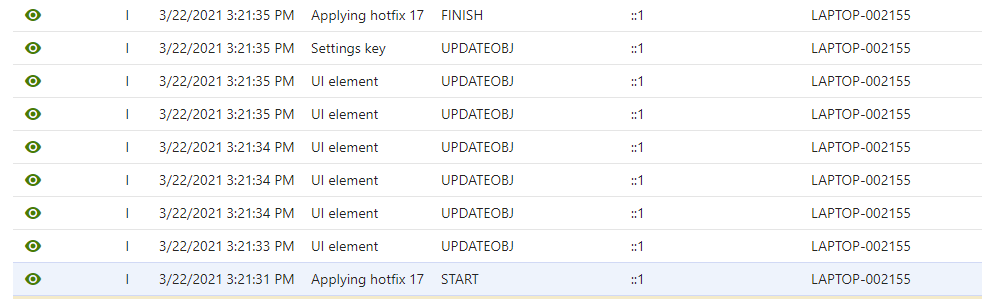 I 3/22/2021 3:21:35 PM Applying hotfix 17 FINISH ::1 LAPTOP-002155
I 3/22/2021 3:21:35 PM Settings key UPDATEOBJ ::1 LAPTOP-002155
I 3/22/2021 3:21:35 PM UI element UPDATEOBJ ::1 LAPTOP-002155
I 3/22/2021 3:21:35 PM UI element UPDATEOBJ ::1 LAPTOP-002155
I 3/22/2021 3:21:34 PM UI element UPDATEOBJ ::1 LAPTOP-002155
I 3/22/2021 3:21:34 PM UI element UPDATEOBJ ::1 LAPTOP-002155
I 3/22/2021 3:21:34 PM UI element UPDATEOBJ ::1 LAPTOP-002155
I 3/22/2021 3:21:33 PM UI element UPDATEOBJ ::1 LAPTOP-002155
I 3/22/2021 3:21:31 PM Applying hotfix 17 START ::1 LAPTOP-002155